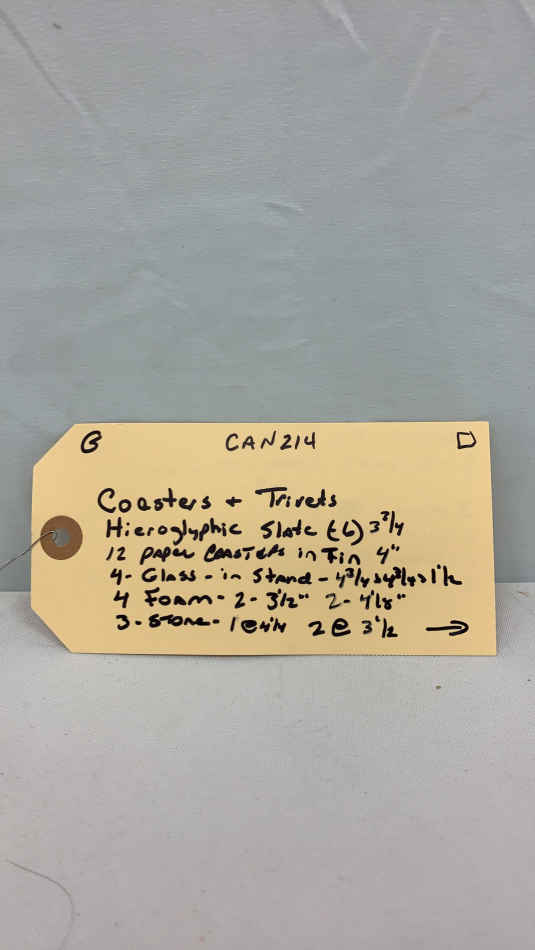 B CAN214 D
Coasters + Trivets
Hieroglyphic Slate (6) 3 3/4
12 PAPER COASTERS in Tin 4"
4 - Glass - in Stand - 4 3/4 x 4 3/4 x 1 1/2
4 FOAM - 2 - 3 1/2" 2 - 4 1/8"
3 - STONE - 1 @ 4 1/4 2 @ 3 1/2 →